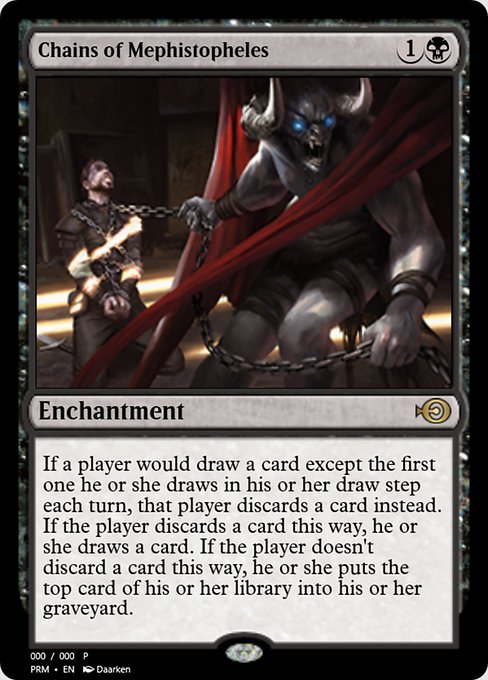 Chains of Mephistopheles 1
Enchantment
If a player would draw a card except the first
one he or she draws in his or her draw step
each turn, that player discards a card instead.
If the player discards a card this way, he or
she draws a card. If the player doesn't
discard a card this way, he or she puts the
top card of his or her library into his or her
graveyard.
000 / 000 P
PRM • EN Daarken